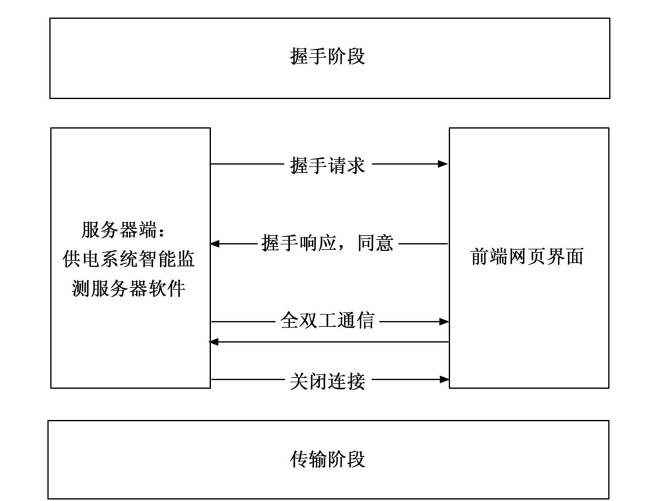 握手阶段
握手请求
服务器端：
供电系统智能监
测服务器软件
握手响应，同意
前端网页界面
全双工通信
关闭连接
传输阶段